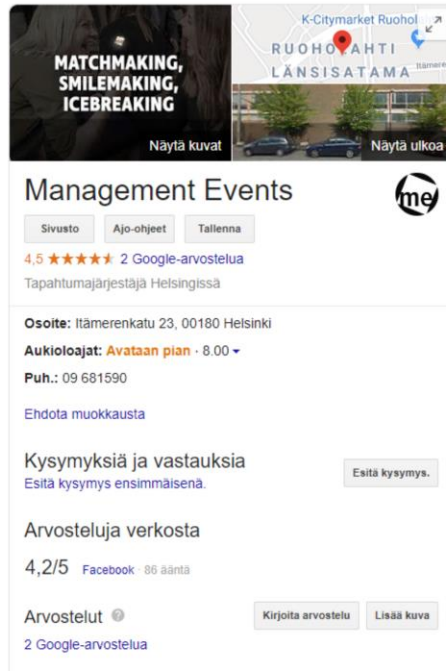 K-Citymarket Ruohol
RUOHOLAHTI
LÄNSISATAMA
Itämere
MATCHMAKING,
SMILEMAKING,
ICEBREAKING
Näytä kuvat
Näytä ulkoa
Management Events
me
Sivusto Ajo-ohjeet Tallenna
4,5 ★★★★★ 2 Google-arvostelua
Tapahtumajärjestäjä Helsingissä
Osoite: Itämerenkatu 23, 00180 Helsinki
Aukioloajat: Avataan pian · 8.00
Puh.: 09 681590
Ehdota muokkausta
Kysymyksiä ja vastauksia
Esitä kysymys ensimmäisenä.
Esitä kysymys.
Arvosteluja verkosta
4,2/5 Facebook · 86 ääntä
Arvostelut
Kirjoita arvostelu Lisää kuva
2 Google-arvostelua